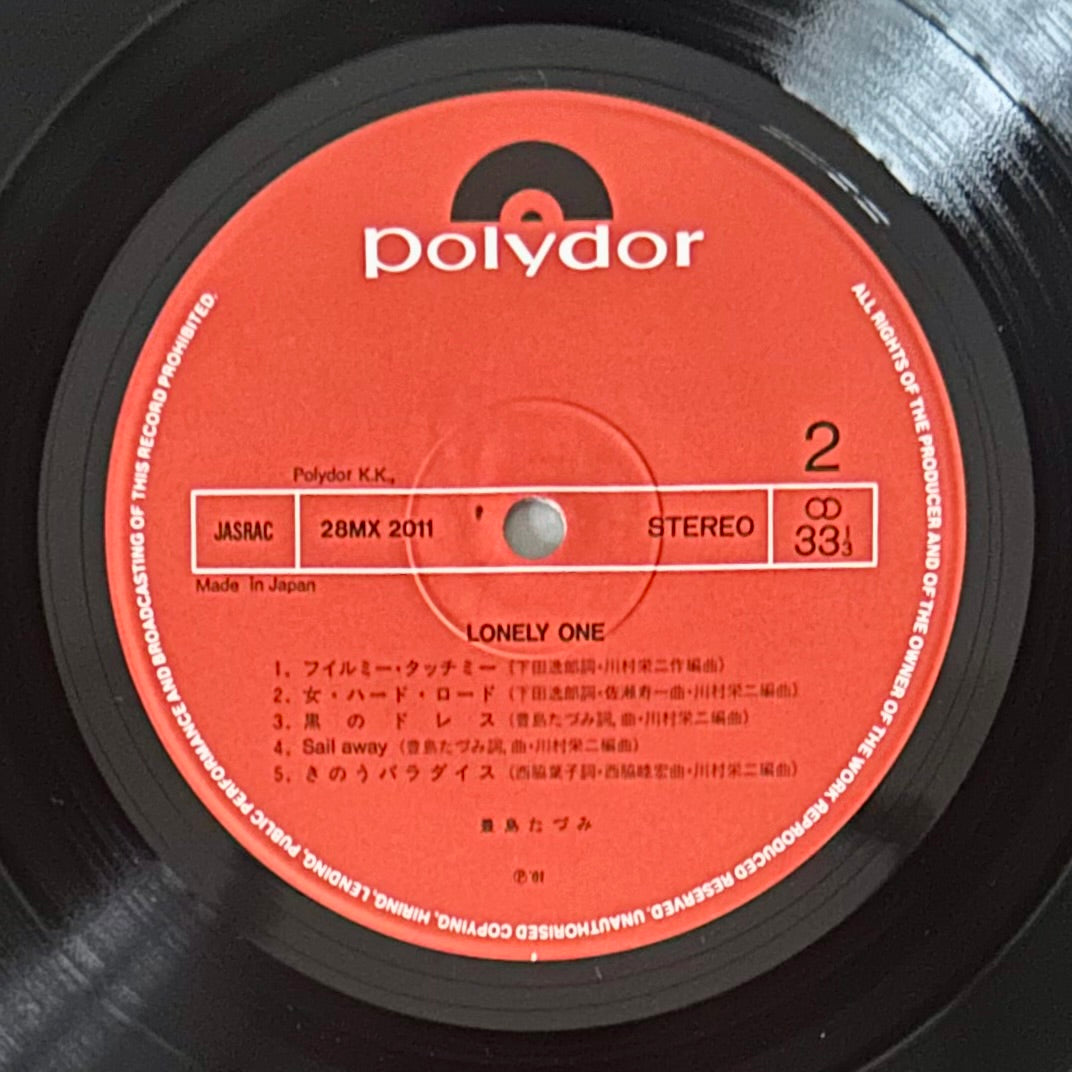 polydor
2
Polydor K.K.,
JASRAC 28MX 2011 STEREO 33⅓
Made in Japan
LONELY ONE
1. フイルミー・タッチミー (下田逸郎詞・川村栄二作編曲)
2. 女・ハード・ロード (下田逸郎詞・佐瀬寿一曲・川村栄二編曲)
3. 黒のドレス (豊島たづみ詞,曲・川村栄二編曲)
4. Sail away (豊島たづみ詞,曲・川村栄二編曲)
5. きのうパラダイス (西脇葉子詞・西脇睦宏曲・川村栄二編曲)
豊島たづみ
Ⓟ '81
ALL RIGHTS OF THE PRODUCER AND OF THE OWNER OF THE WORK REPRODUCED RESERVED. UNAUTHORISED COPYING, HIRING, LENDING, PUBLIC PERFORMANCE AND BROADCASTING OF THIS RECORD PROHIBITED.